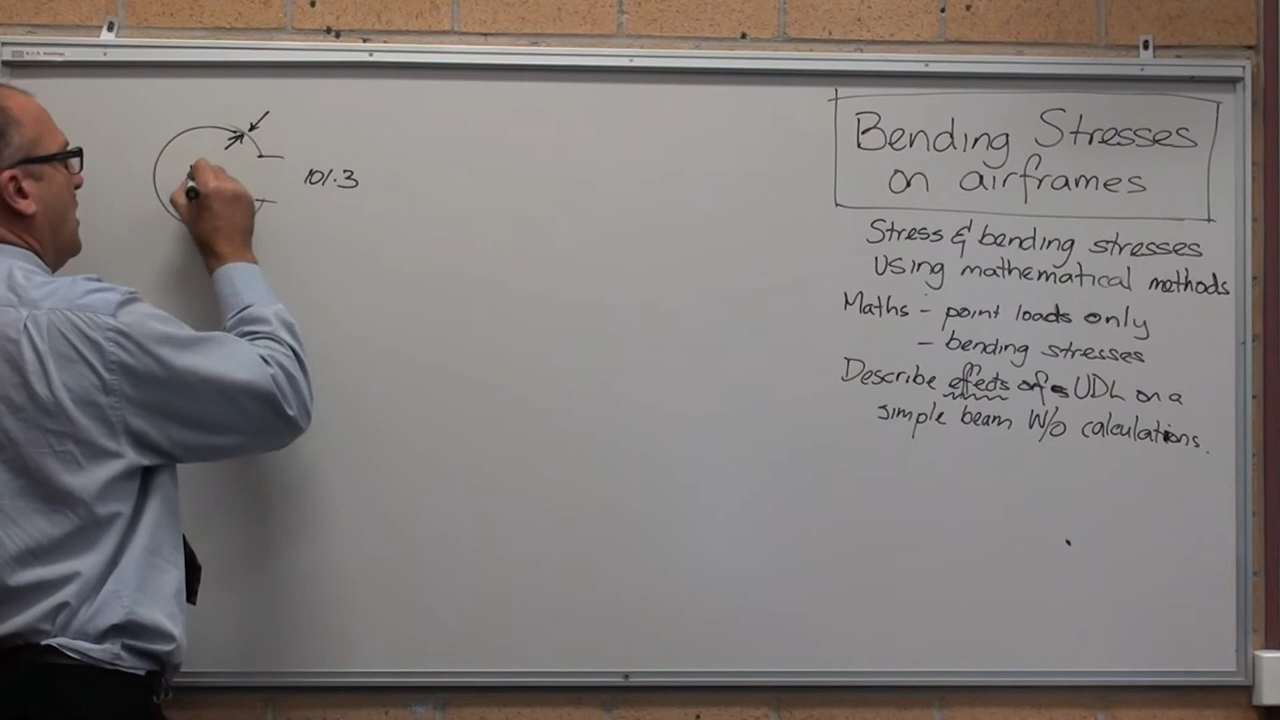 101.3
Bending Stresses
on airframes
Stress & bending stresses
Using mathematical methods
Maths - point loads only
- bending stresses
Describe effects of UDL on a
simple beam W/o calculations.